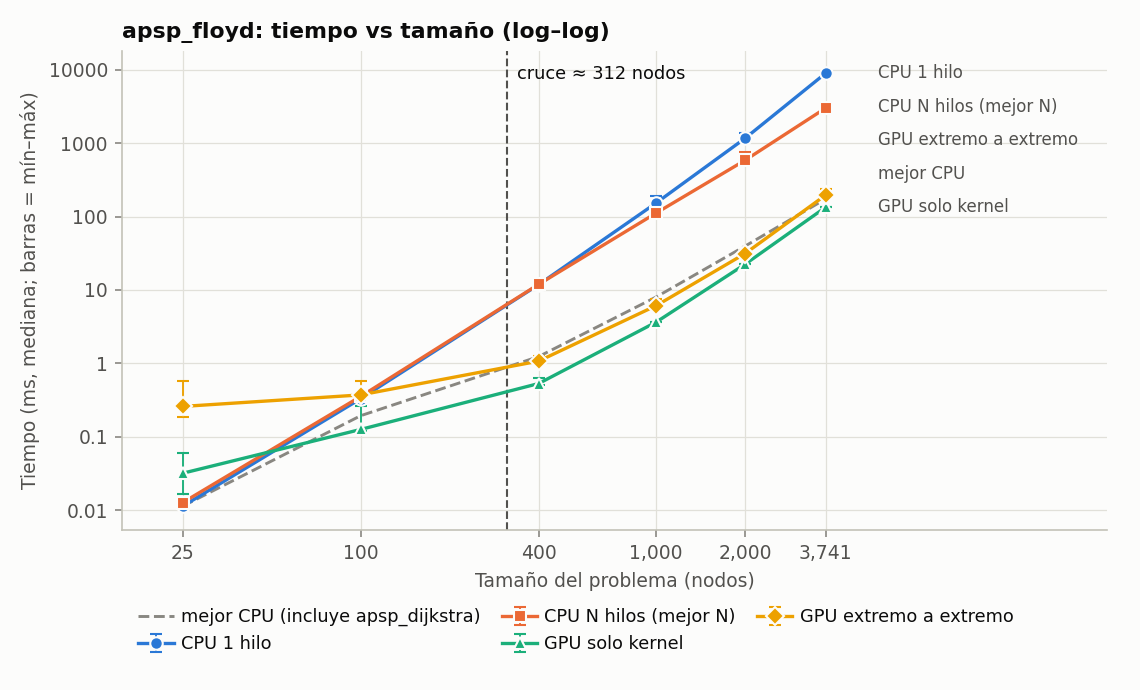 apsp_floyd: tiempo vs tamaño (log–log)
Tiempo (ms, mediana; barras = mín–máx)
10000
1000
100
10
1
0.1
0.01
cruce ≈ 312 nodos
CPU 1 hilo
CPU N hilos (mejor N)
GPU extremo a extremo
mejor CPU
GPU solo kernel
25
100
400
1,000
2,000
3,741
Tamaño del problema (nodos)
mejor CPU (incluye apsp_dijkstra)
CPU N hilos (mejor N)
GPU extremo a extremo
CPU 1 hilo
GPU solo kernel